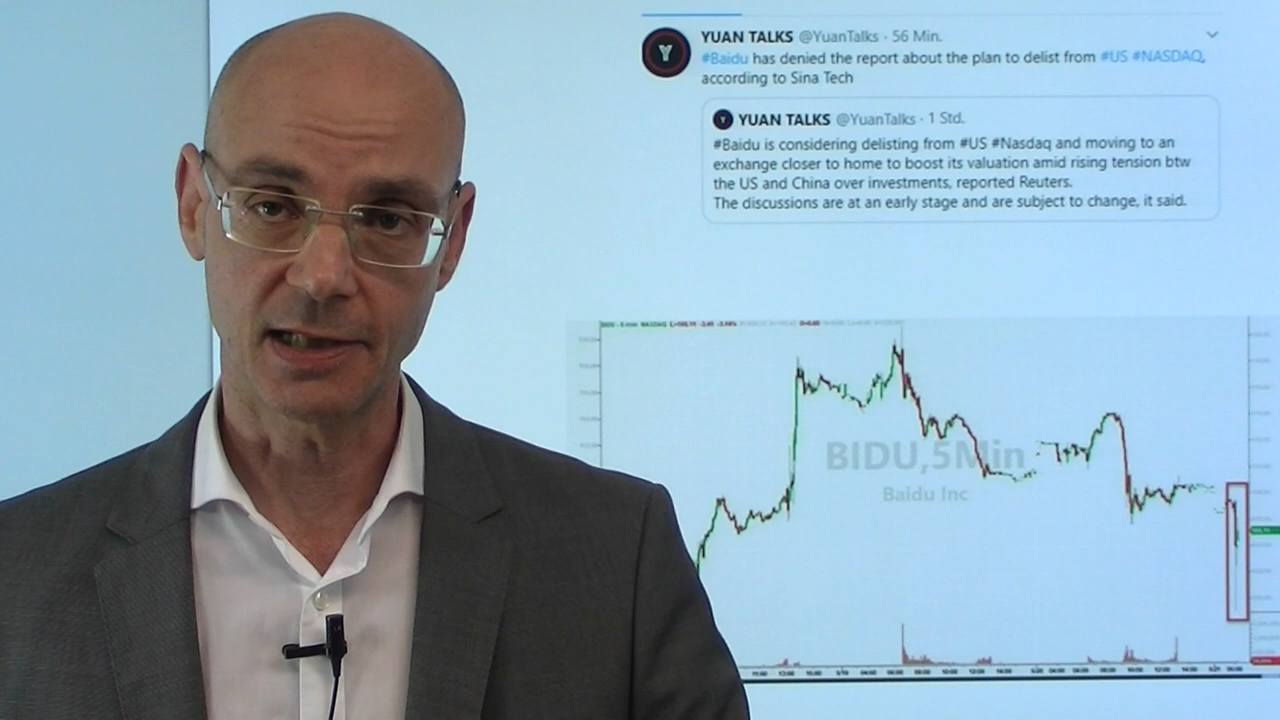 YUAN TALKS @YuanTalks · 56 Min.
#Baidu has denied the report about the plan to delist from #US #NASDAQ,
according to Sina Tech
YUAN TALKS @YuanTalks · 1 Std.
#Baidu is considering delisting from #US #Nasdaq and moving to an
exchange closer to home to boost its valuation amid rising tension btw
the US and China over investments, reported Reuters.
The discussions are at an early stage and are subject to change, it said.
BIDU,5Min
Baidu Inc